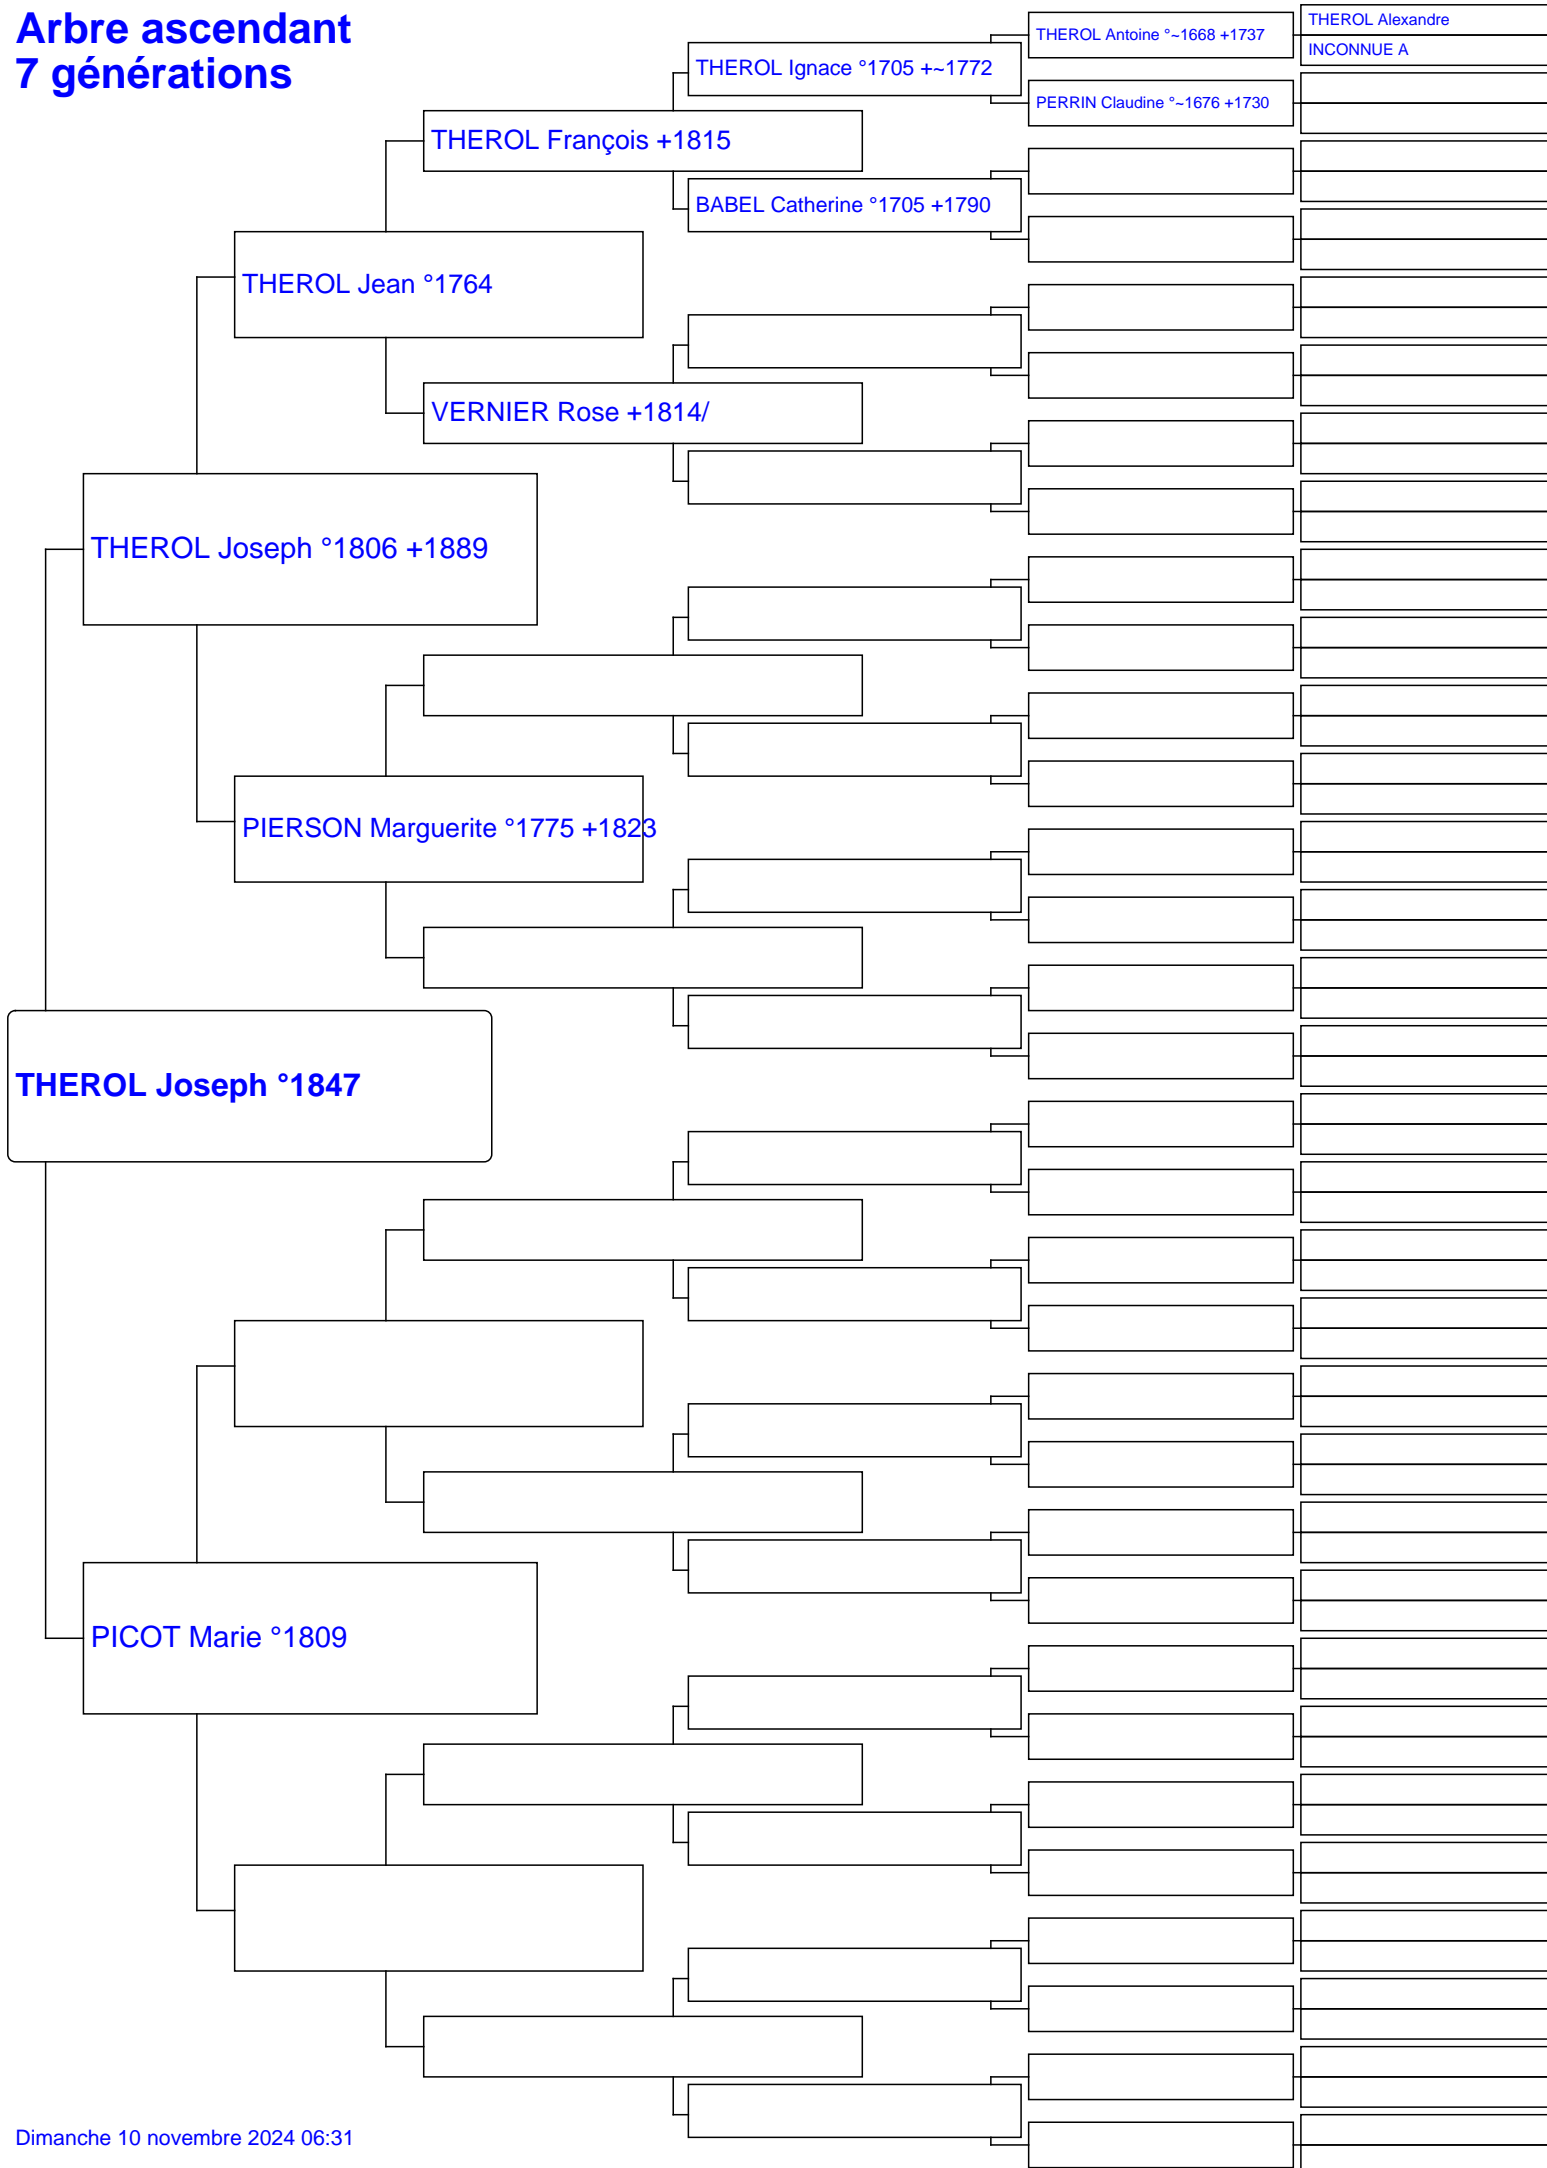 Arbre ascendant
7 générations
THEROL Antoine °~1668 +1737
THEROL Alexandre
INCONNUE A
THEROL Ignace °1705 +~1772
PERRIN Claudine °~1676 +1730
THEROL François +1815
BABEL Catherine °1705 +1790
THEROL Jean °1764
VERNIER Rose +1814/
THEROL Joseph °1806 +1889
PIERSON Marguerite °1775 +1823
THEROL Joseph °1847
PICOT Marie °1809
Dimanche 10 novembre 2024 06:31